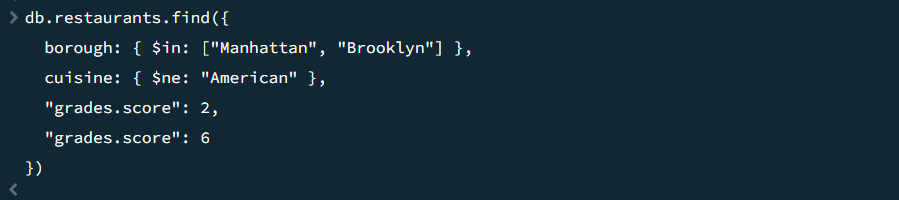 > db.restaurants.find({
  borough: { $in: ["Manhattan", "Brooklyn"] },
  cuisine: { $ne: "American" },
  "grades.score": 2,
  "grades.score": 6
})
<